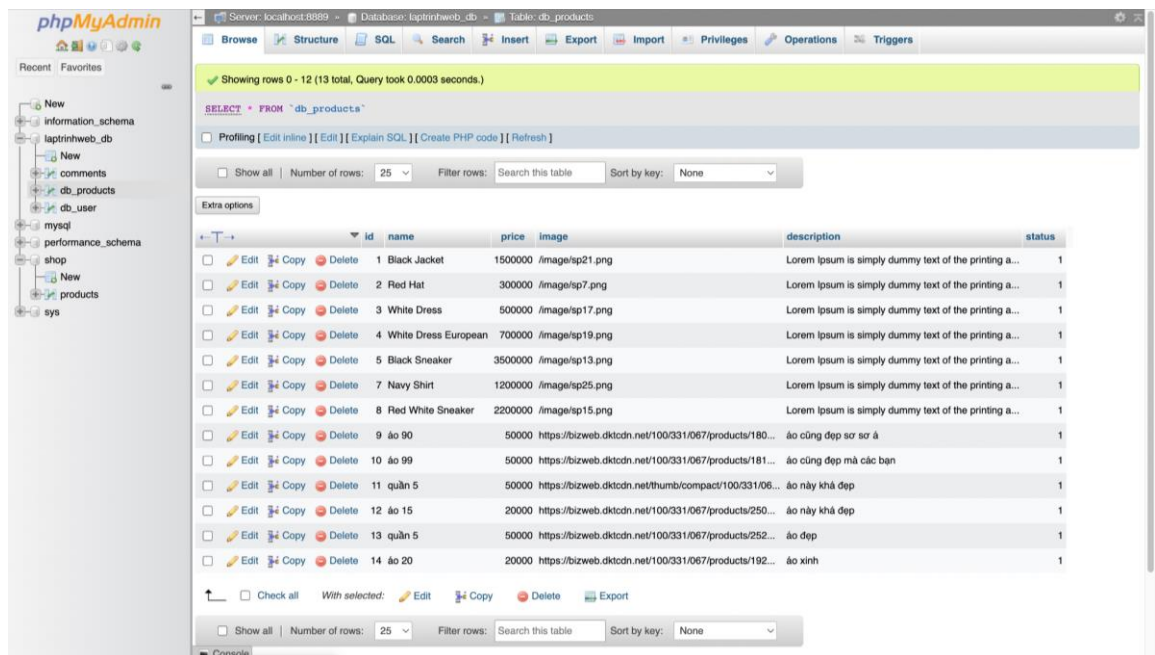 phpMyAdmin
Recent Favorites
New
information_schema
laptrinhweb_db
New
comments
db_products
db_user
mysql
performance_schema
shop
New
products
sys
Server: localhost:8889 » Database: laptrinhweb_db » Table: db_products
Browse Structure SQL Search Insert Export Import Privileges Operations Triggers
Showing rows 0 - 12 (13 total, Query took 0.0003 seconds.)
SELECT * FROM `db_products`
Profiling [ Edit inline ] [ Edit ] [ Explain SQL ] [ Create PHP code ] [ Refresh ]
Show all | Number of rows: 25 Filter rows: Search this table Sort by key: None
Extra options
id name price image description status
Edit Copy Delete 1 Black Jacket 1500000 /image/sp21.png Lorem Ipsum is simply dummy text of the printing a... 1
Edit Copy Delete 2 Red Hat 300000 /image/sp7.png Lorem Ipsum is simply dummy text of the printing a... 1
Edit Copy Delete 3 White Dress 500000 /image/sp17.png Lorem Ipsum is simply dummy text of the printing a... 1
Edit Copy Delete 4 White Dress European 700000 /image/sp19.png Lorem Ipsum is simply dummy text of the printing a... 1
Edit Copy Delete 5 Black Sneaker 3500000 /image/sp13.png Lorem Ipsum is simply dummy text of the printing a... 1
Edit Copy Delete 7 Navy Shirt 1200000 /image/sp25.png Lorem Ipsum is simply dummy text of the printing a... 1
Edit Copy Delete 8 Red White Sneaker 2200000 /image/sp15.png Lorem Ipsum is simply dummy text of the printing a... 1
Edit Copy Delete 9 áo 90 50000 https://bizweb.dktcdn.net/100/331/067/products/180... áo cũng đẹp sơ sơ á 1
Edit Copy Delete 10 áo 99 50000 https://bizweb.dktcdn.net/100/331/067/products/181... áo cũng đẹp mà các bạn 1
Edit Copy Delete 11 quần 5 50000 https://bizweb.dktcdn.net/thumb/compact/100/331/06... áo này khá đẹp 1
Edit Copy Delete 12 áo 15 20000 https://bizweb.dktcdn.net/100/331/067/products/250... áo này khá đẹp 1
Edit Copy Delete 13 quần 5 50000 https://bizweb.dktcdn.net/100/331/067/products/252... áo đẹp 1
Edit Copy Delete 14 áo 20 20000 https://bizweb.dktcdn.net/100/331/067/products/192... áo xinh 1
Check all With selected: Edit Copy Delete Export
Show all | Number of rows: 25 Filter rows: Search this table Sort by key: None
Console